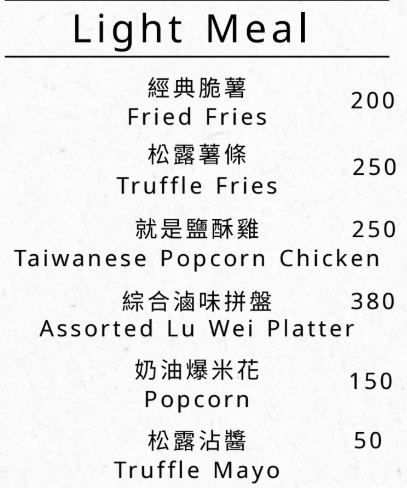 Light Meal
經典脆薯 200
Fried Fries
松露薯條 250
Truffle Fries
就是鹽酥雞 250
Taiwanese Popcorn Chicken
綜合滷味拼盤 380
Assorted Lu Wei Platter
奶油爆米花 150
Popcorn
松露沾醬 50
Truffle Mayo